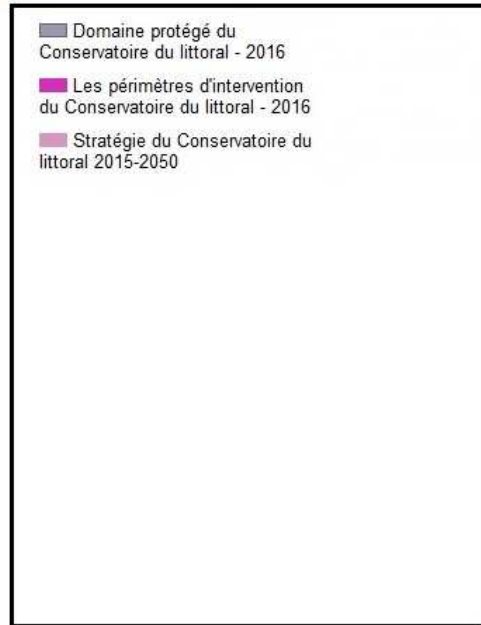 Domaine protégé du
Conservatoire du littoral - 2016
Les périmètres d'intervention
du Conservatoire du littoral - 2016
Stratégie du Conservatoire du
littoral 2015-2050